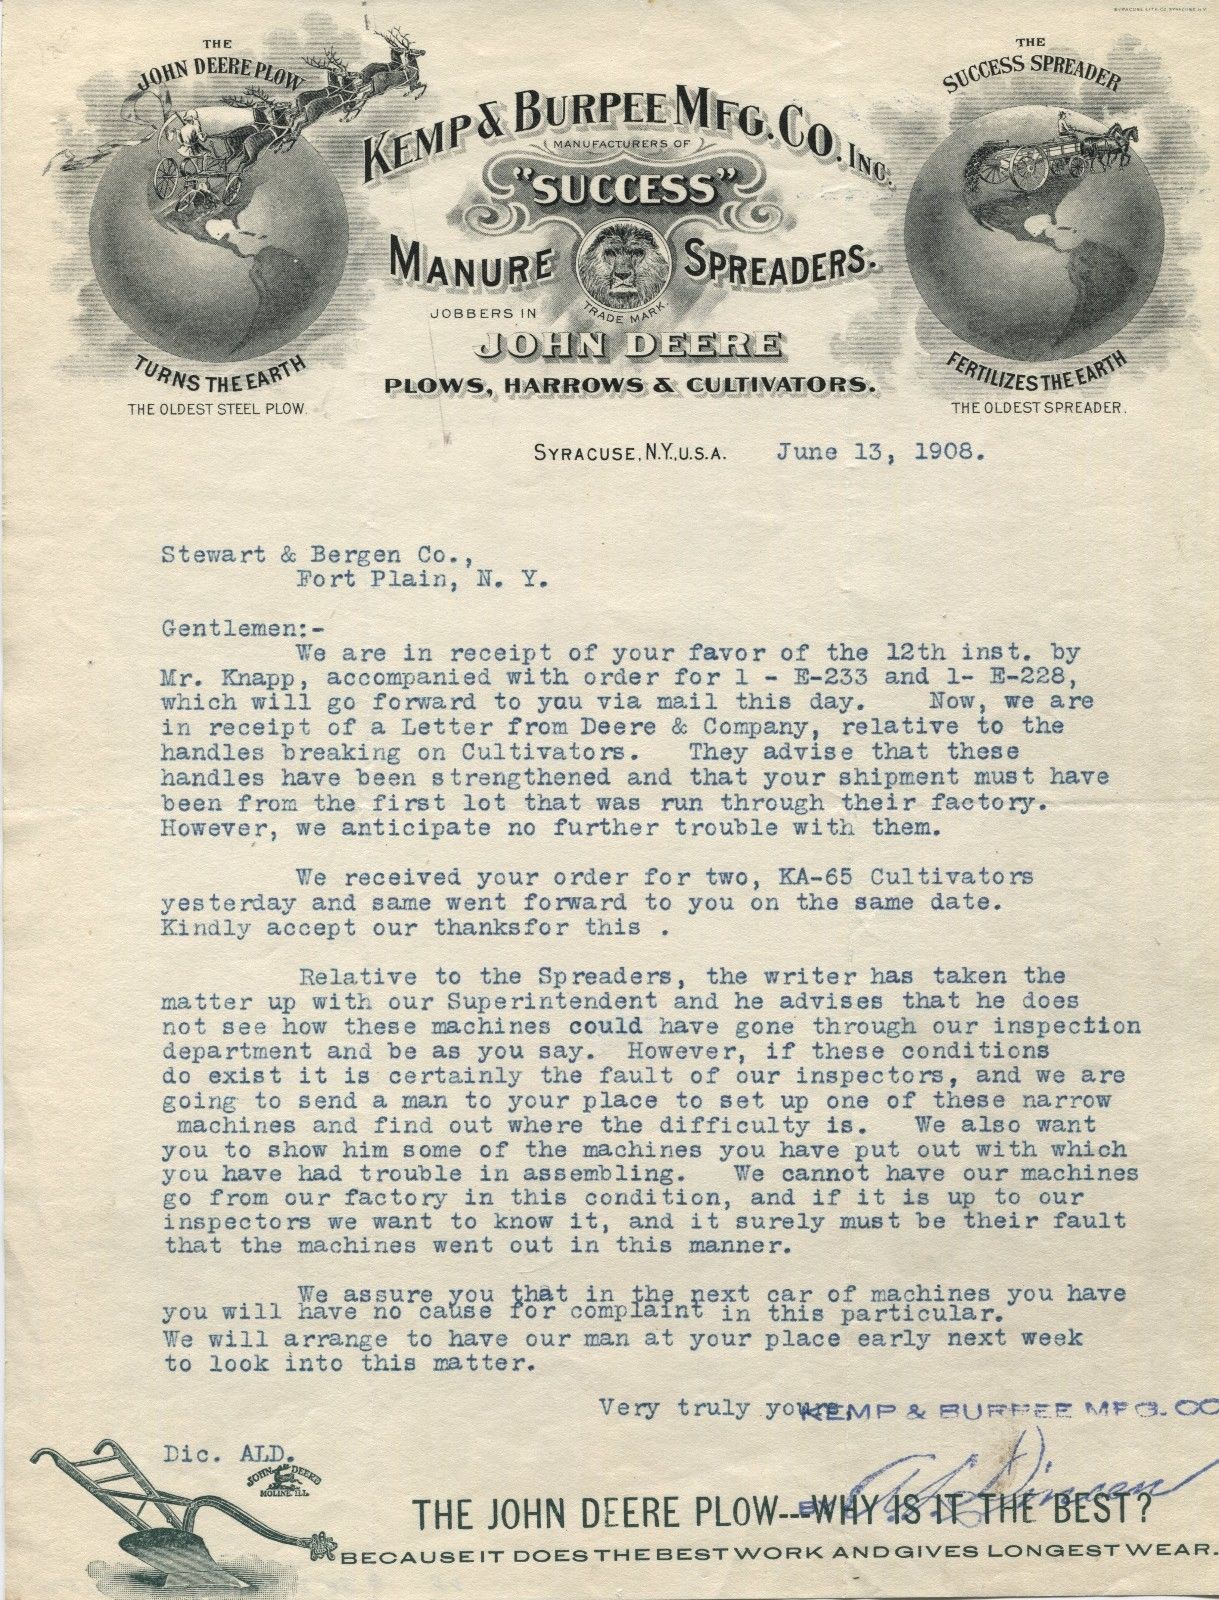 SYRACUSE LITH. CO. SYRACUSE, N.Y.
THE
JOHN DEERE PLOW
TURNS THE EARTH
THE OLDEST STEEL PLOW.
KEMP & BURPEE MFG. CO. INC.
MANUFACTURERS OF
"SUCCESS"
MANURE SPREADERS.
TRADE MARK.
JOBBERS IN
JOHN DEERE
PLOWS, HARROWS & CULTIVATORS.
THE
SUCCESS SPREADER
FERTILIZES THE EARTH
THE OLDEST SPREADER.
SYRACUSE, N.Y., U.S.A. June 13, 1908.
Stewart & Bergen Co.,
Fort Plain, N. Y.
Gentlemen:-
We are in receipt of your favor of the 12th inst. by
Mr. Knapp, accompanied with order for 1 - E-233 and 1- E-228,
which will go forward to you via mail this day. Now, we are
in receipt of a Letter from Deere & Company, relative to the
handles breaking on Cultivators. They advise that these
handles have been strengthened and that your shipment must have
been from the first lot that was run through their factory.
However, we anticipate no further trouble with them.
We received your order for two, KA-65 Cultivators
yesterday and same went forward to you on the same date.
Kindly accept our thanksfor this .
Relative to the Spreaders, the writer has taken the
matter up with our Superintendent and he advises that he does
not see how these machines could have gone through our inspection
department and be as you say. However, if these conditions
do exist it is certainly the fault of our inspectors, and we are
going to send a man to your place to set up one of these narrow
machines and find out where the difficulty is. We also want
you to show him some of the machines you have put out with which
you have had trouble in assembling. We cannot have our machines
go from our factory in this condition, and if it is up to our
inspectors we want to know it, and it surely must be their fault
that the machines went out in this manner.
We assure you that in the next car of machines you have
you will have no cause for complaint in this particular.
We will arrange to have our man at your place early next week
to look into this matter.
Very truly yours,
KEMP & BURPEE MFG. CO
Dic. ALD.
JOHN DEERE
MOLINE, ILL.
THE JOHN DEERE PLOW---WHY IS IT THE BEST?
BECAUSE IT DOES THE BEST WORK AND GIVES LONGEST WEAR.